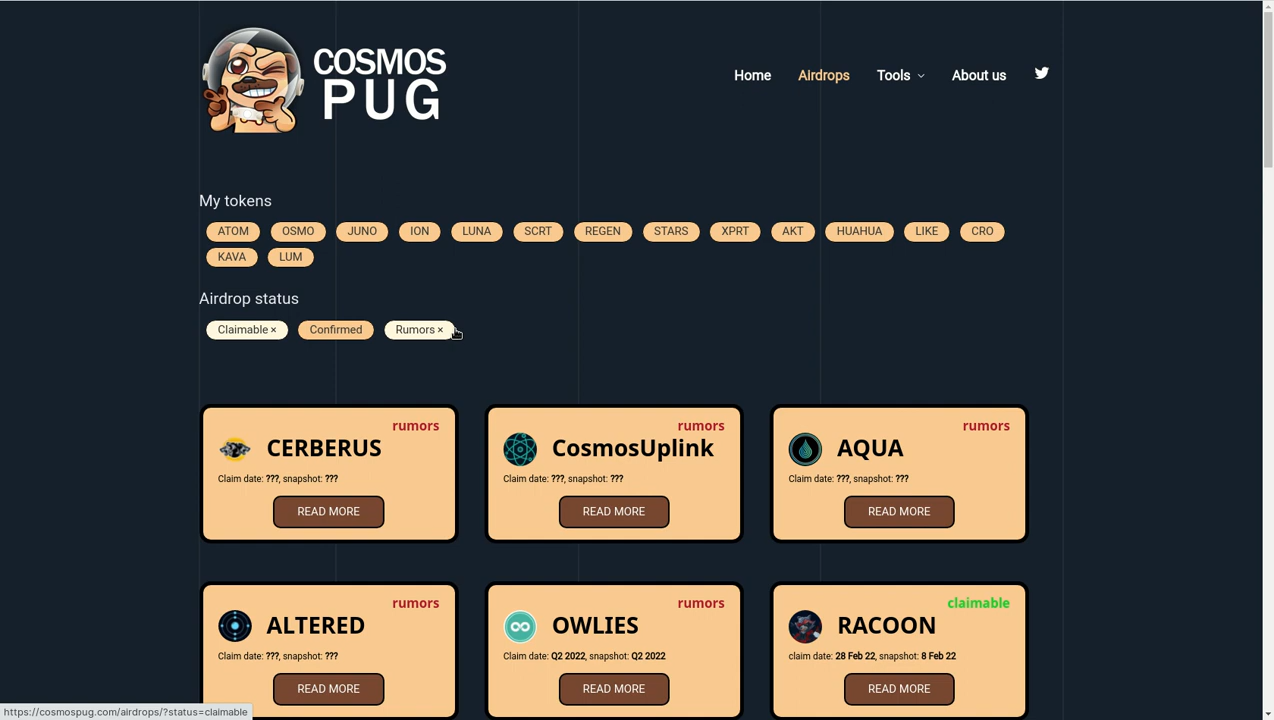 COSMOS
PUG
Home Airdrops Tools About us
My tokens
ATOM OSMO JUNO ION LUNA SCRT REGEN STARS XPRT AKT HUAHUA LIKE CRO
KAVA LUM
Airdrop status
Claimable × Confirmed Rumors ×
rumors rumors rumors
CERBERUS CosmosUplink AQUA
Claim date: ???, snapshot: ??? Claim date: ???, snapshot: ??? Claim date: ???, snapshot: ???
READ MORE READ MORE READ MORE
rumors rumors claimable
ALTERED OWLIES RACOON
Claim date: ???, snapshot: ??? Claim date: Q2 2022, snapshot: Q2 2022 claim date: 28 Feb 22, snapshot: 8 Feb 22
READ MORE READ MORE READ MORE
https://cosmospug.com/airdrops/?status=claimable